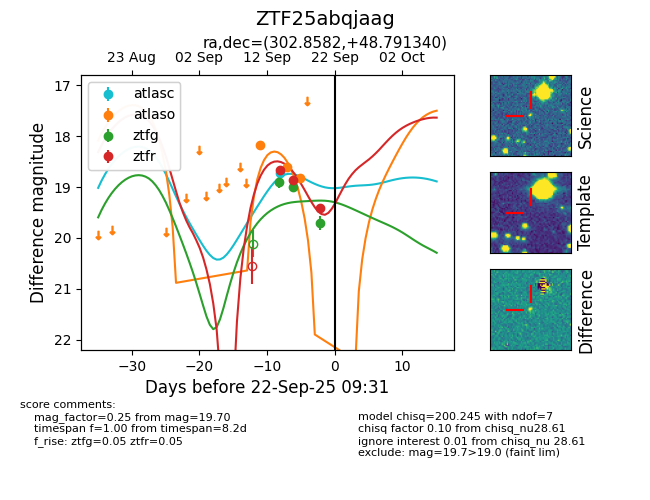 ZTF25abqjaag
ra,dec=(302.8582,+48.791340)
23 Aug 02 Sep 12 Sep 22 Sep 02 Oct
17
18
19
20
21
22
Difference magnitude
atlasc
atlaso
ztfg
ztfr
−30 −20 −10 0 10
Days before 22-Sep-25 09:31
Science
Template
Difference
score comments:
mag_factor=0.25 from mag=19.70
timespan f=1.00 from timespan=8.2d
f_rise: ztfg=0.05 ztfr=0.05
model chisq=200.245 with ndof=7
chisq factor 0.10 from chisq_nu28.61
ignore interest 0.01 from chisq_nu 28.61
exclude: mag=19.7>19.0 (faint lim)